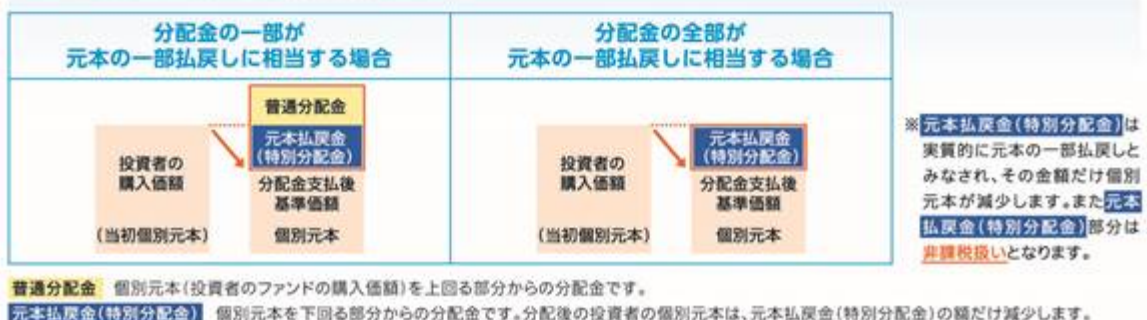 分配金の一部が
元本の一部払戻しに相当する場合
普通分配金
元本払戻金
(特別分配金)
投資者の
購入価額
(当初個別元本)
分配金支払後
基準価額
個別元本
分配金の全部が
元本の一部払戻しに相当する場合
元本払戻金
(特別分配金)
投資者の
購入価額
(当初個別元本)
分配金支払後
基準価額
個別元本
※元本払戻金(特別分配金)は
実質的に元本の一部払戻しと
みなされ、その金額だけ個別
元本が減少します。また元本
払戻金(特別分配金)部分は
非課税扱いとなります。
普通分配金 個別元本(投資者のファンドの購入価額)を上回る部分からの分配金です。
元本払戻金(特別分配金) 個別元本を下回る部分からの分配金です。分配後の投資者の個別元本は、元本払戻金(特別分配金)の額だけ減少します。